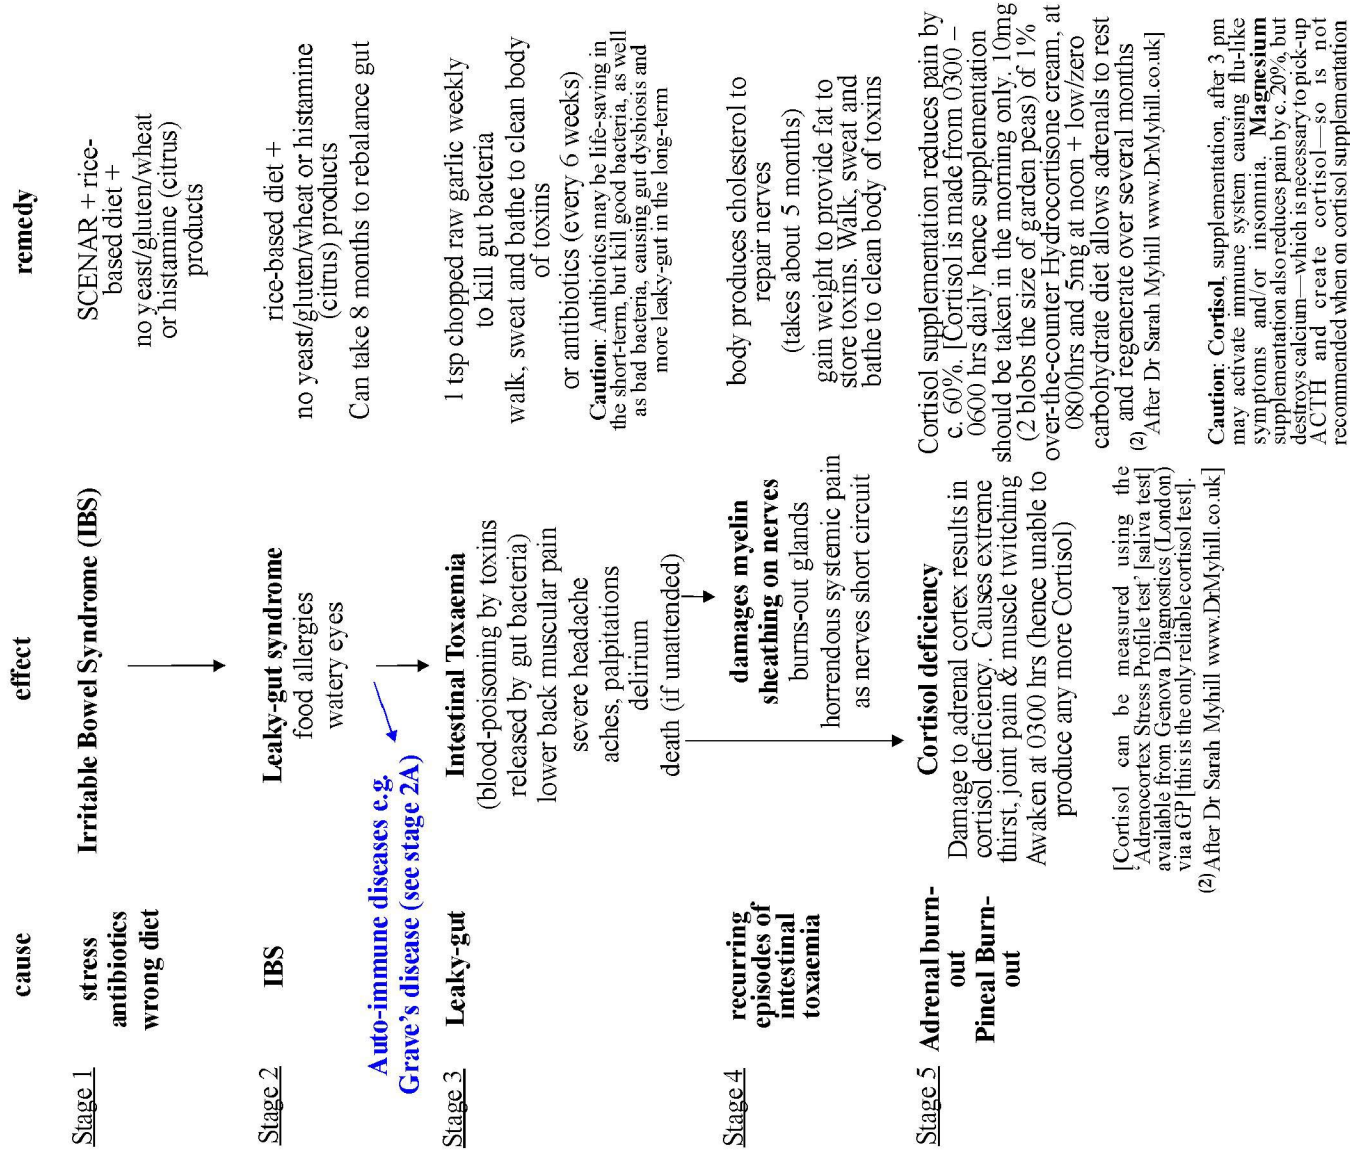 cause
effect
remedy
Stage 1
stress
antibiotics
wrong diet
Irritable Bowel Syndrome (IBS)
SCENAR + rice-
based diet +
no yeast/gluten/wheat
or histamine (citrus)
products
Stage 2
IBS
Leaky-gut syndrome
food allergies
watery eyes
rice-based diet +
no yeast/gluten/wheat or histamine
(citrus) products
Can take 8 months to rebalance gut
Auto-immune diseases e.g.
Grave's disease (see stage 2A)
Stage 3
Leaky-gut
Intestinal Toxaemia
(blood-poisoning by toxins
released by gut bacteria)
lower back muscular pain
severe headache
aches, palpitations
delirium
death (if unattended)
1 tsp chopped raw garlic weekly
to kill gut bacteria
walk, sweat and bathe to clean body
of toxins
or antibiotics (every 6 weeks)
Caution: Antibiotics may be life-saving in
the short-term, but kill good bacteria, as well
as bad bacteria, causing gut dysbiosis and
more leaky-gut in the long-term
Stage 4
recurring
episodes of
intestinal
toxaemia
damages myelin
sheathing on nerves
burns-out glands
horrendous systemic pain
as nerves short circuit
body produces cholesterol to
repair nerves
(takes about 5 months)
gain weight to provide fat to
store toxins. Walk, sweat and
bathe to clean body of toxins
Stage 5
Adrenal burn-
out
Pineal Burn-
out
Cortisol deficiency
Damage to adrenal cortex results in
cortisol deficiency. Causes extreme
thirst, joint pain & muscle twitching
Awaken at 0300 hrs (hence unable to
produce any more Cortisol)
[Cortisol can be measured using the
‘Adrenocortex Stress Profile test’ [saliva test]
available from Genova Diagnostics (London)
via a GP [this is the only reliable cortisol test].
(2) After Dr Sarah Myhill www.DrMyhill.co.uk]
Cortisol supplementation reduces pain by
c. 60%. [Cortisol is made from 0300 –
0600 hrs daily hence supplementation
should be taken in the morning only. 10mg
(2 blobs the size of garden peas) of 1%
over-the-counter Hydrocortisone cream, at
0800hrs and 5mg at noon + low/zero
carbohydrate diet allows adrenals to rest
and regenerate over several months
(2) After Dr Sarah Myhill www.DrMyhill.co.uk]
Caution: Cortisol, supplementation, after 3 pm
may activate immune system causing flu-like
symptoms and/or insomnia. Magnesium
supplementation also reduces pain by c. 20%, but
destroys calcium—which is necessary to pick-up
ACTH and create cortisol—so is not
recommended when on cortisol supplementation